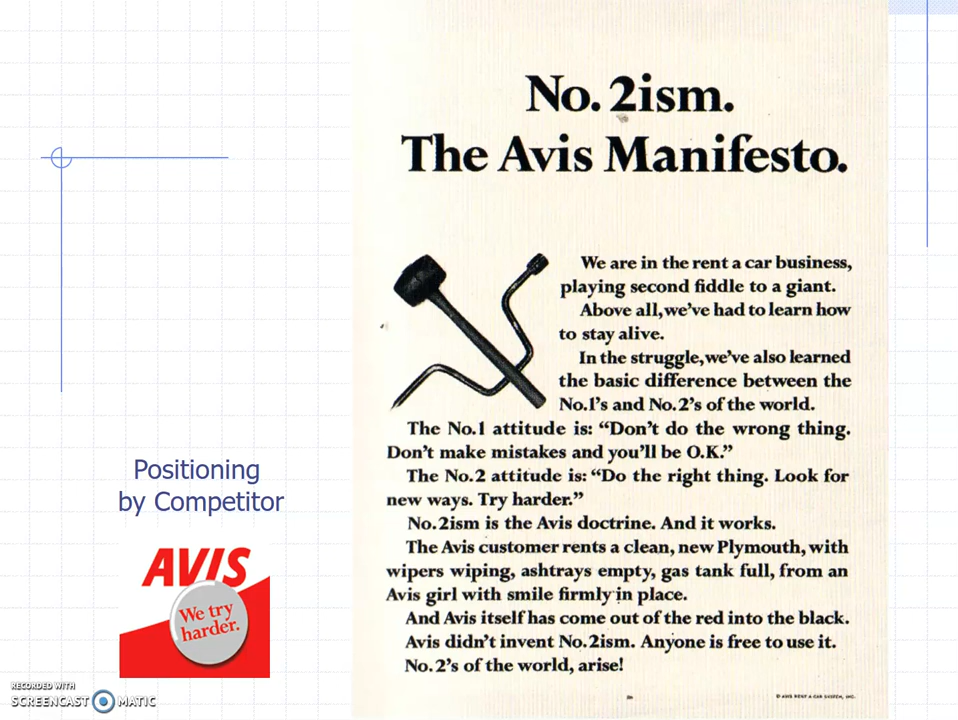 No. 2ism.
The Avis Manifesto.
We are in the rent a car business,
playing second fiddle to a giant.
Above all, we've had to learn how
to stay alive.
In the struggle, we've also learned
the basic difference between the
No.1's and No.2's of the world.
The No.1 attitude is: “Don't do the wrong thing.
Don't make mistakes and you'll be O.K.”
The No.2 attitude is: “Do the right thing. Look for
new ways. Try harder.”
No.2ism is the Avis doctrine. And it works.
The Avis customer rents a clean, new Plymouth, with
wipers wiping, ashtrays empty, gas tank full, from an
Avis girl with smile firmly in place.
And Avis itself has come out of the red into the black.
Avis didn't invent No.2ism. Anyone is free to use it.
No.2's of the world, arise!
© AVIS RENT A CAR SYSTEM, INC.
Positioning
by Competitor
AVIS
We try
harder.
RECORDED WITH
SCREENCAST MATIC